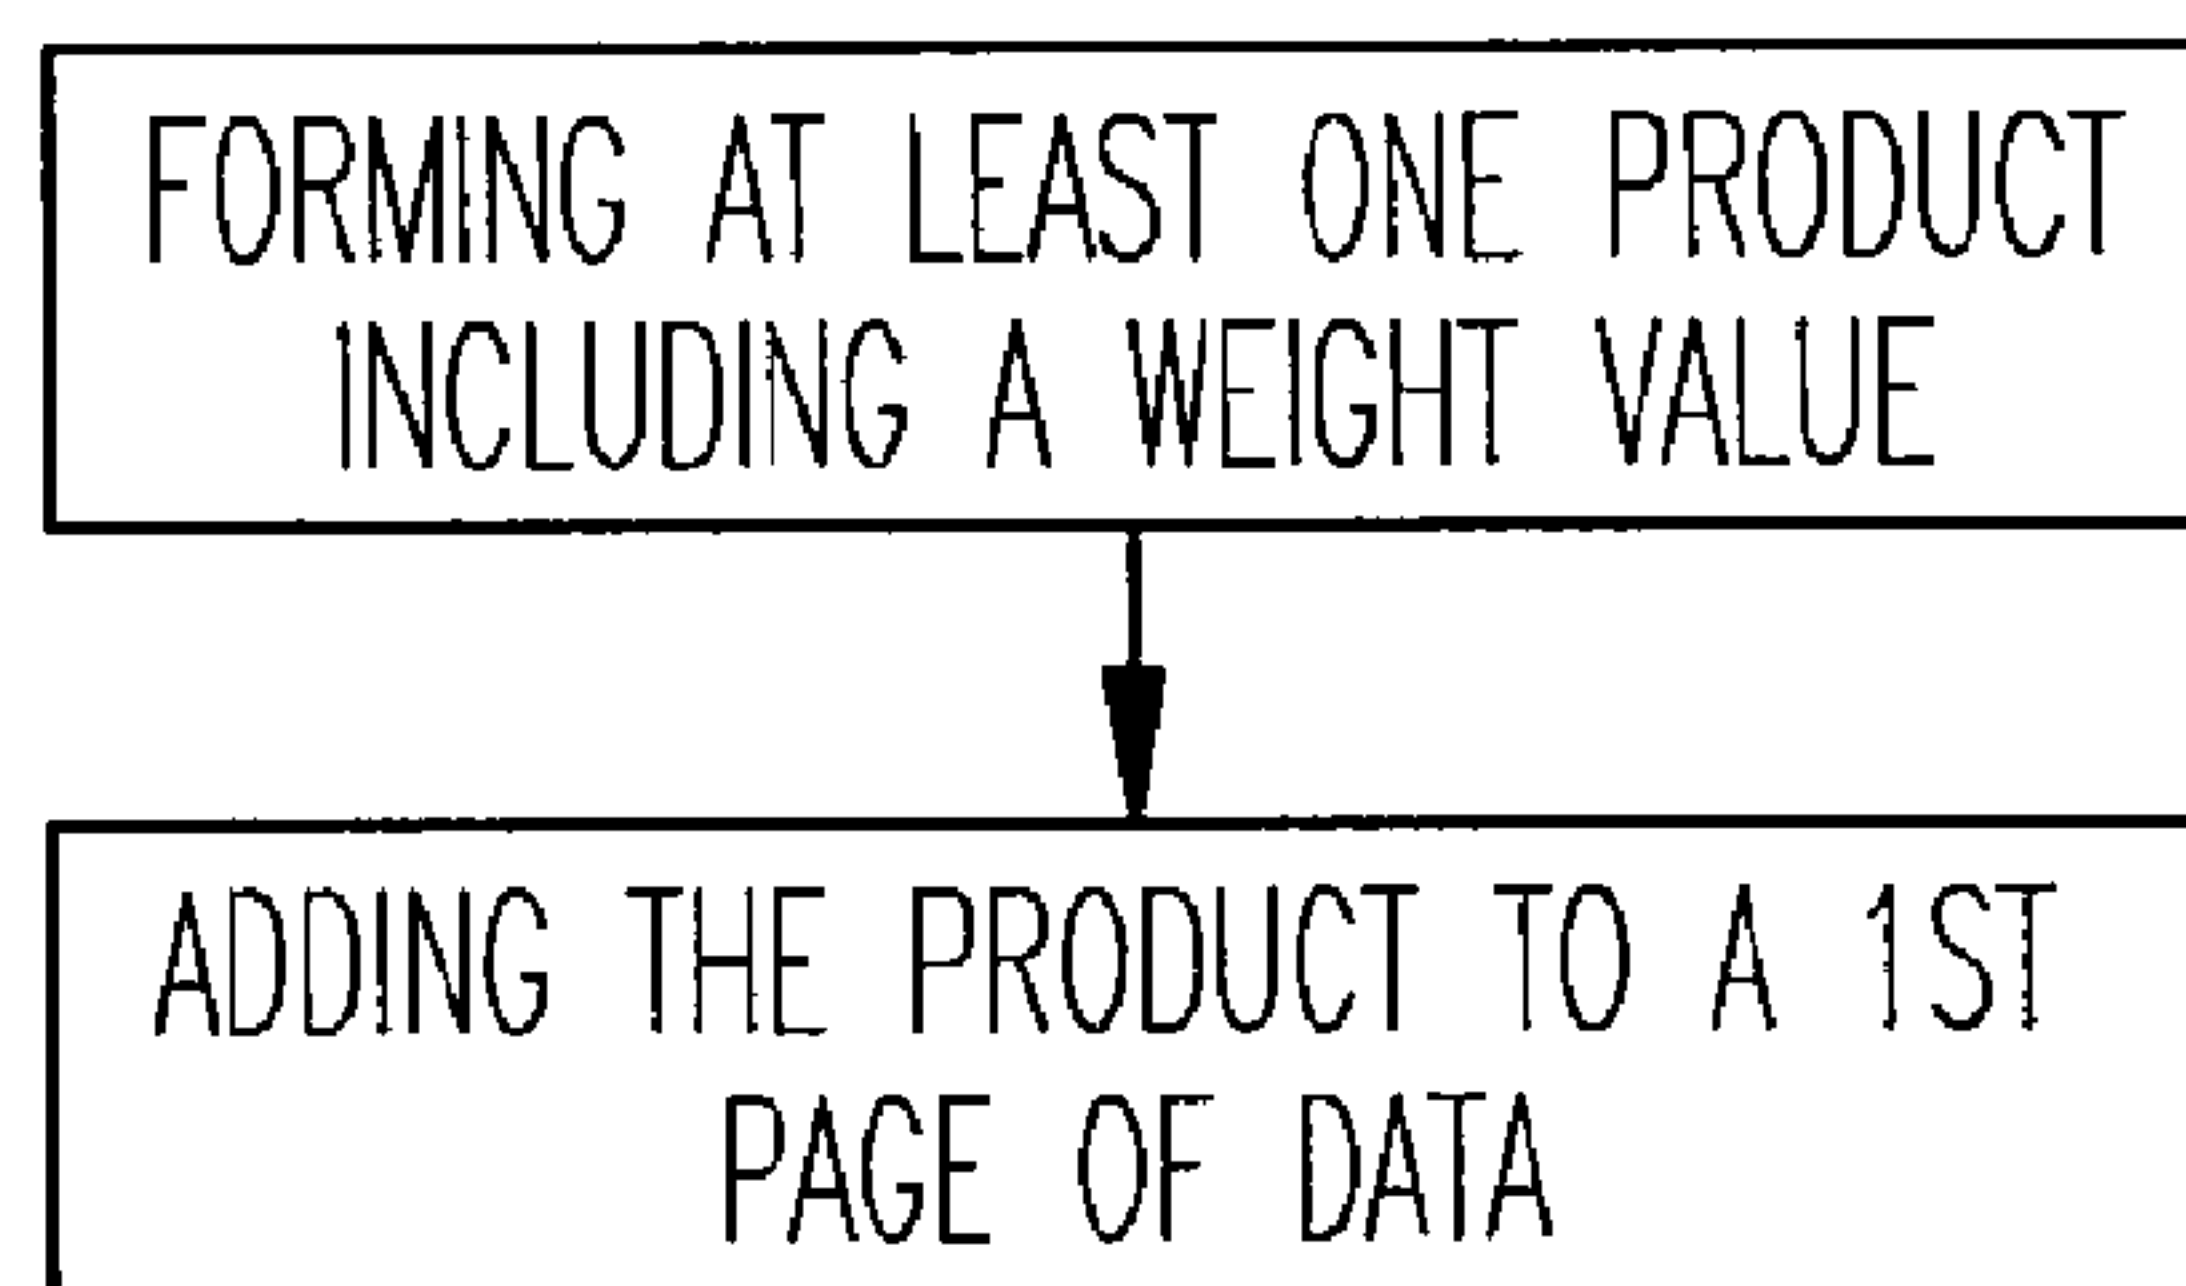 FORMING AT LEAST ONE PRODUCT
INCLUDING A WEIGHT VALUE
ADDING THE PRODUCT TO A 1ST
PAGE OF DATA